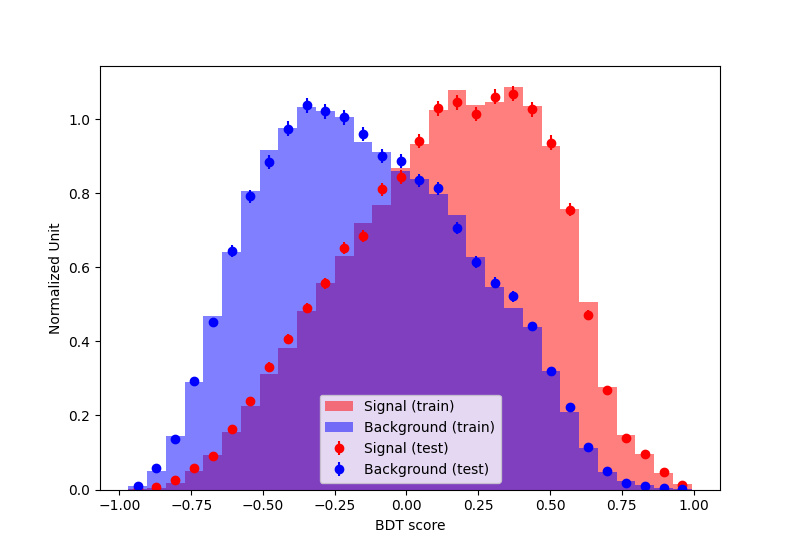 1.0
0.8
0.6
0.4
0.2
0.0
Normalized Unit
Signal (train)
Background (train)
Signal (test)
Background (test)
−1.00 −0.75 −0.50 −0.25 0.00 0.25 0.50 0.75 1.00
BDT score